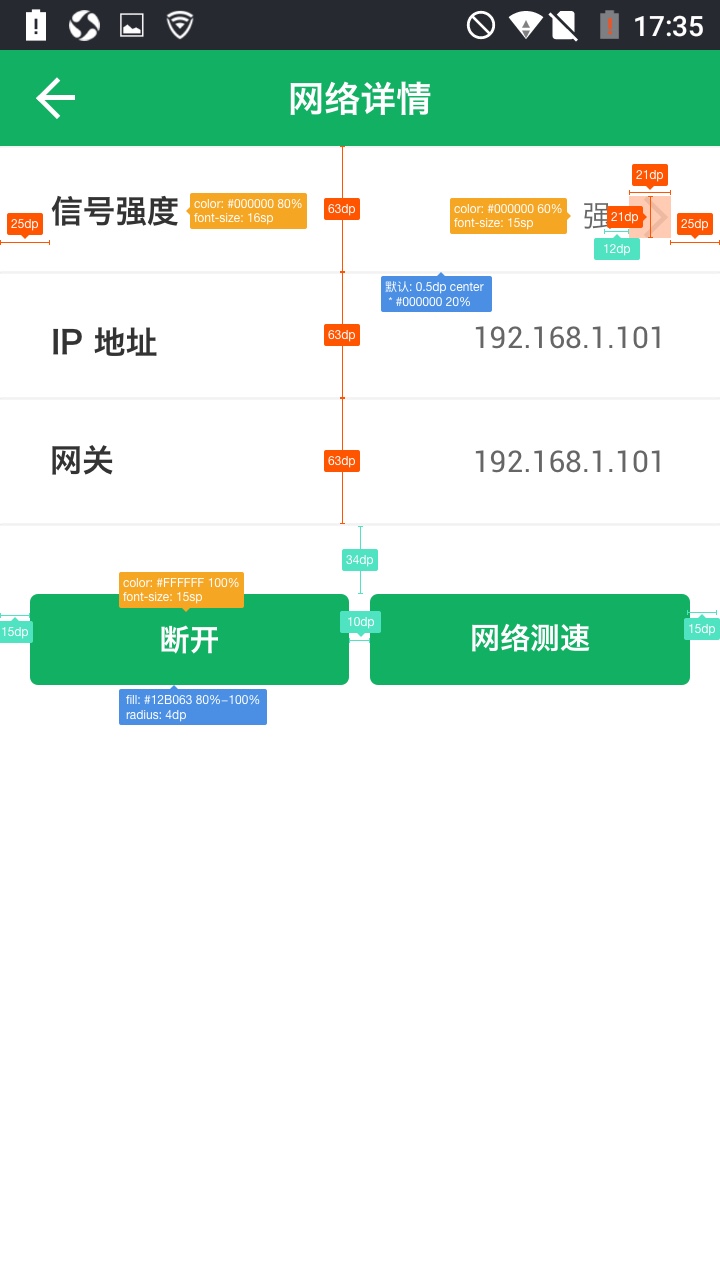 17:35
网络详情
21dp
信号强度
color: #000000 80%
font-size: 16sp
63dp
color: #000000 60%
font-size: 15sp
强
21dp
25dp
25dp
12dp
默认: 0.5dp center
* #000000 20%
IP 地址
63dp
192.168.1.101
网关
63dp
192.168.1.101
34dp
color: #FFFFFF 100%
font-size: 15sp
15dp
断开
10dp
网络测速
15dp
fill: #12B063 80%-100%
radius: 4dp